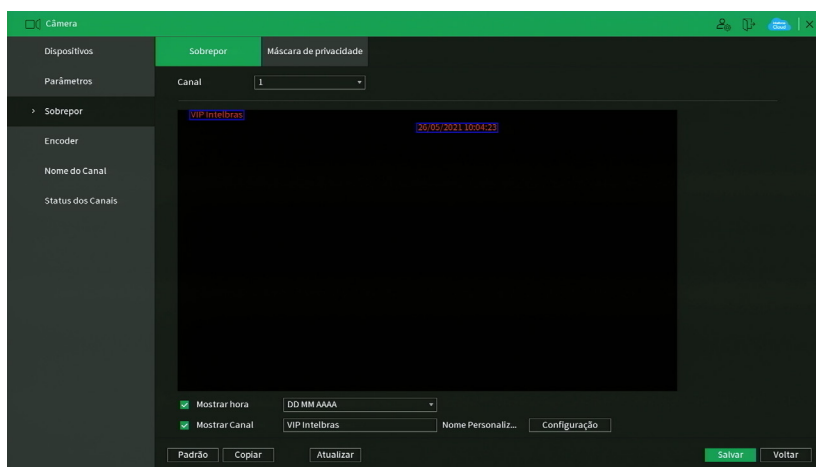 Câmera
Dispositivos
Parâmetros
Sobrepor
Encoder
Nome do Canal
Status dos Canais
Sobrepor Máscara de privacidade
Canal 1
VIP Intelbras
26/05/2021 10:04:23
Mostrar hora DD MM AAAA
Mostrar Canal VIP Intelbras Nome Personaliz... Configuração
Padrão Copiar Atualizar Salvar Voltar